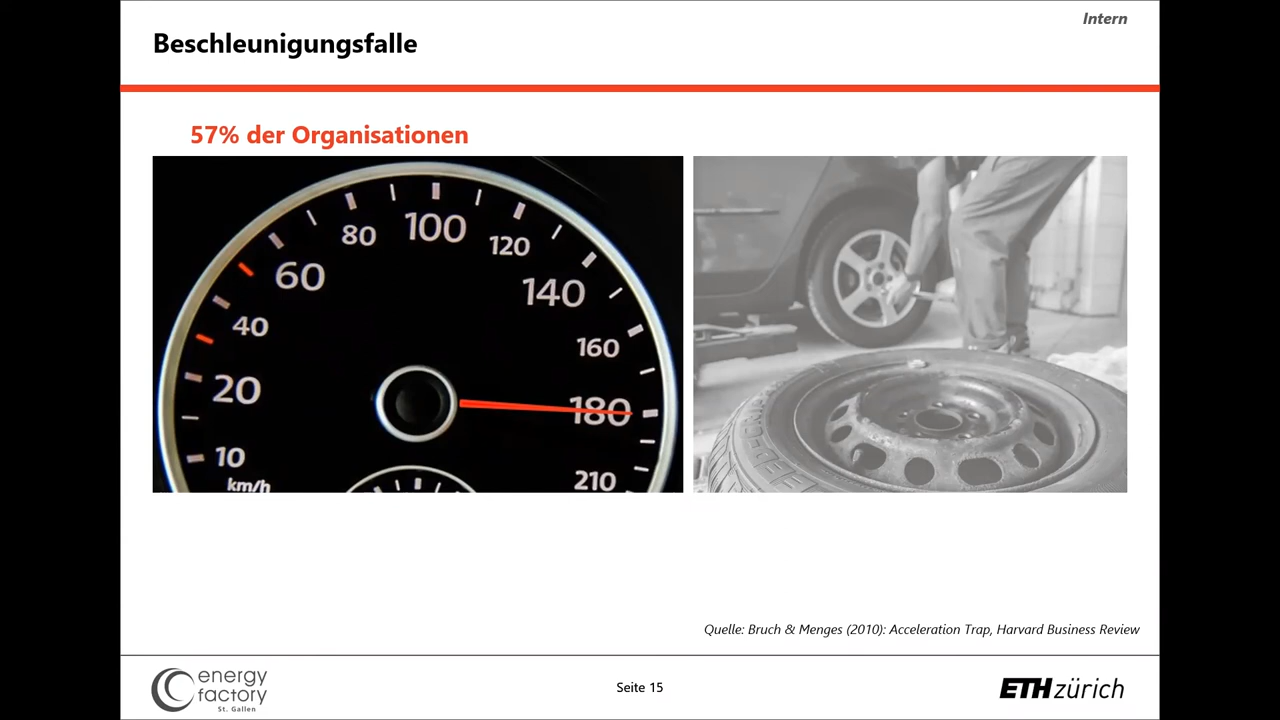 Intern
Beschleunigungsfalle
57% der Organisationen
100
80
120
60
140
40
160
20
180
10
210
km/h
Quelle: Bruch & Menges (2010): Acceleration Trap, Harvard Business Review
energy
factory
St. Gallen
Seite 15
ETH zürich